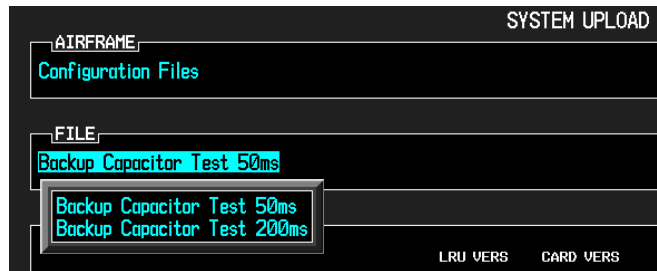 SYSTEM UPLOAD
AIRFRAME
Configuration Files
FILE
Backup Capacitor Test 50ms
Backup Capacitor Test 50ms
Backup Capacitor Test 200ms
LRU VERS CARD VERS